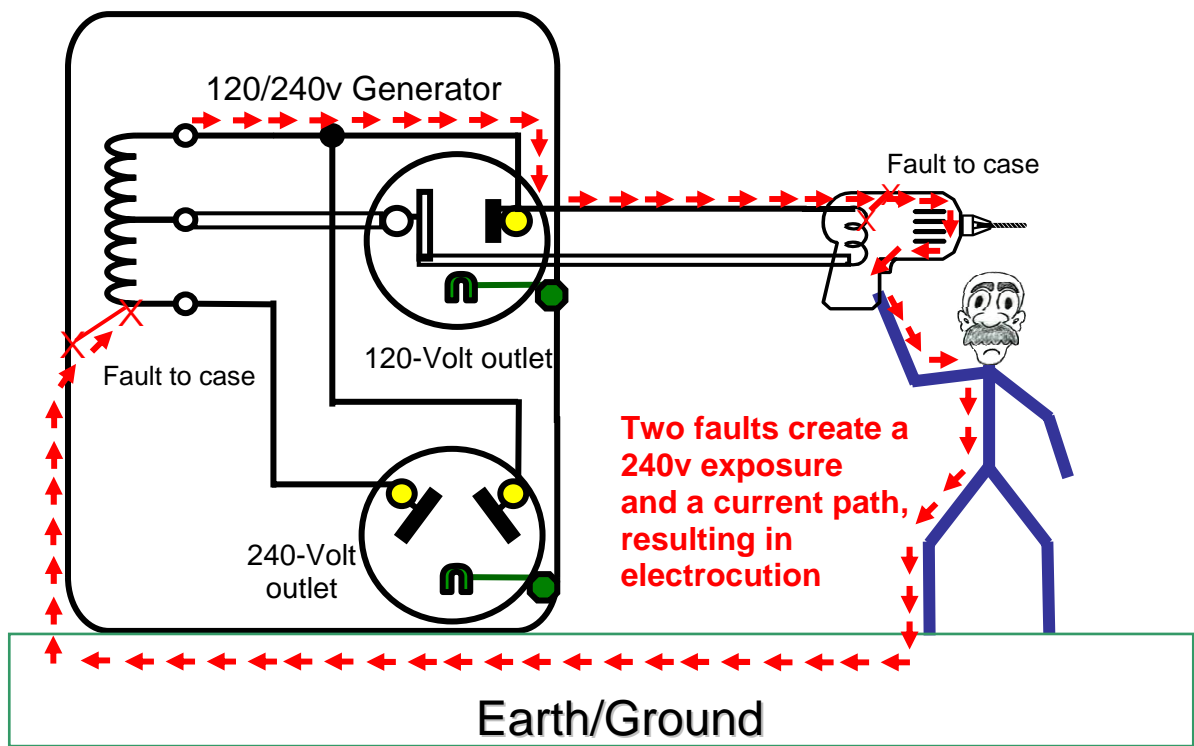 120/240v Generator
Fault to case
120-Volt outlet
Fault to case
Two faults create a
240v exposure
and a current path,
resulting in
electrocution
240-Volt
outlet
Earth/Ground